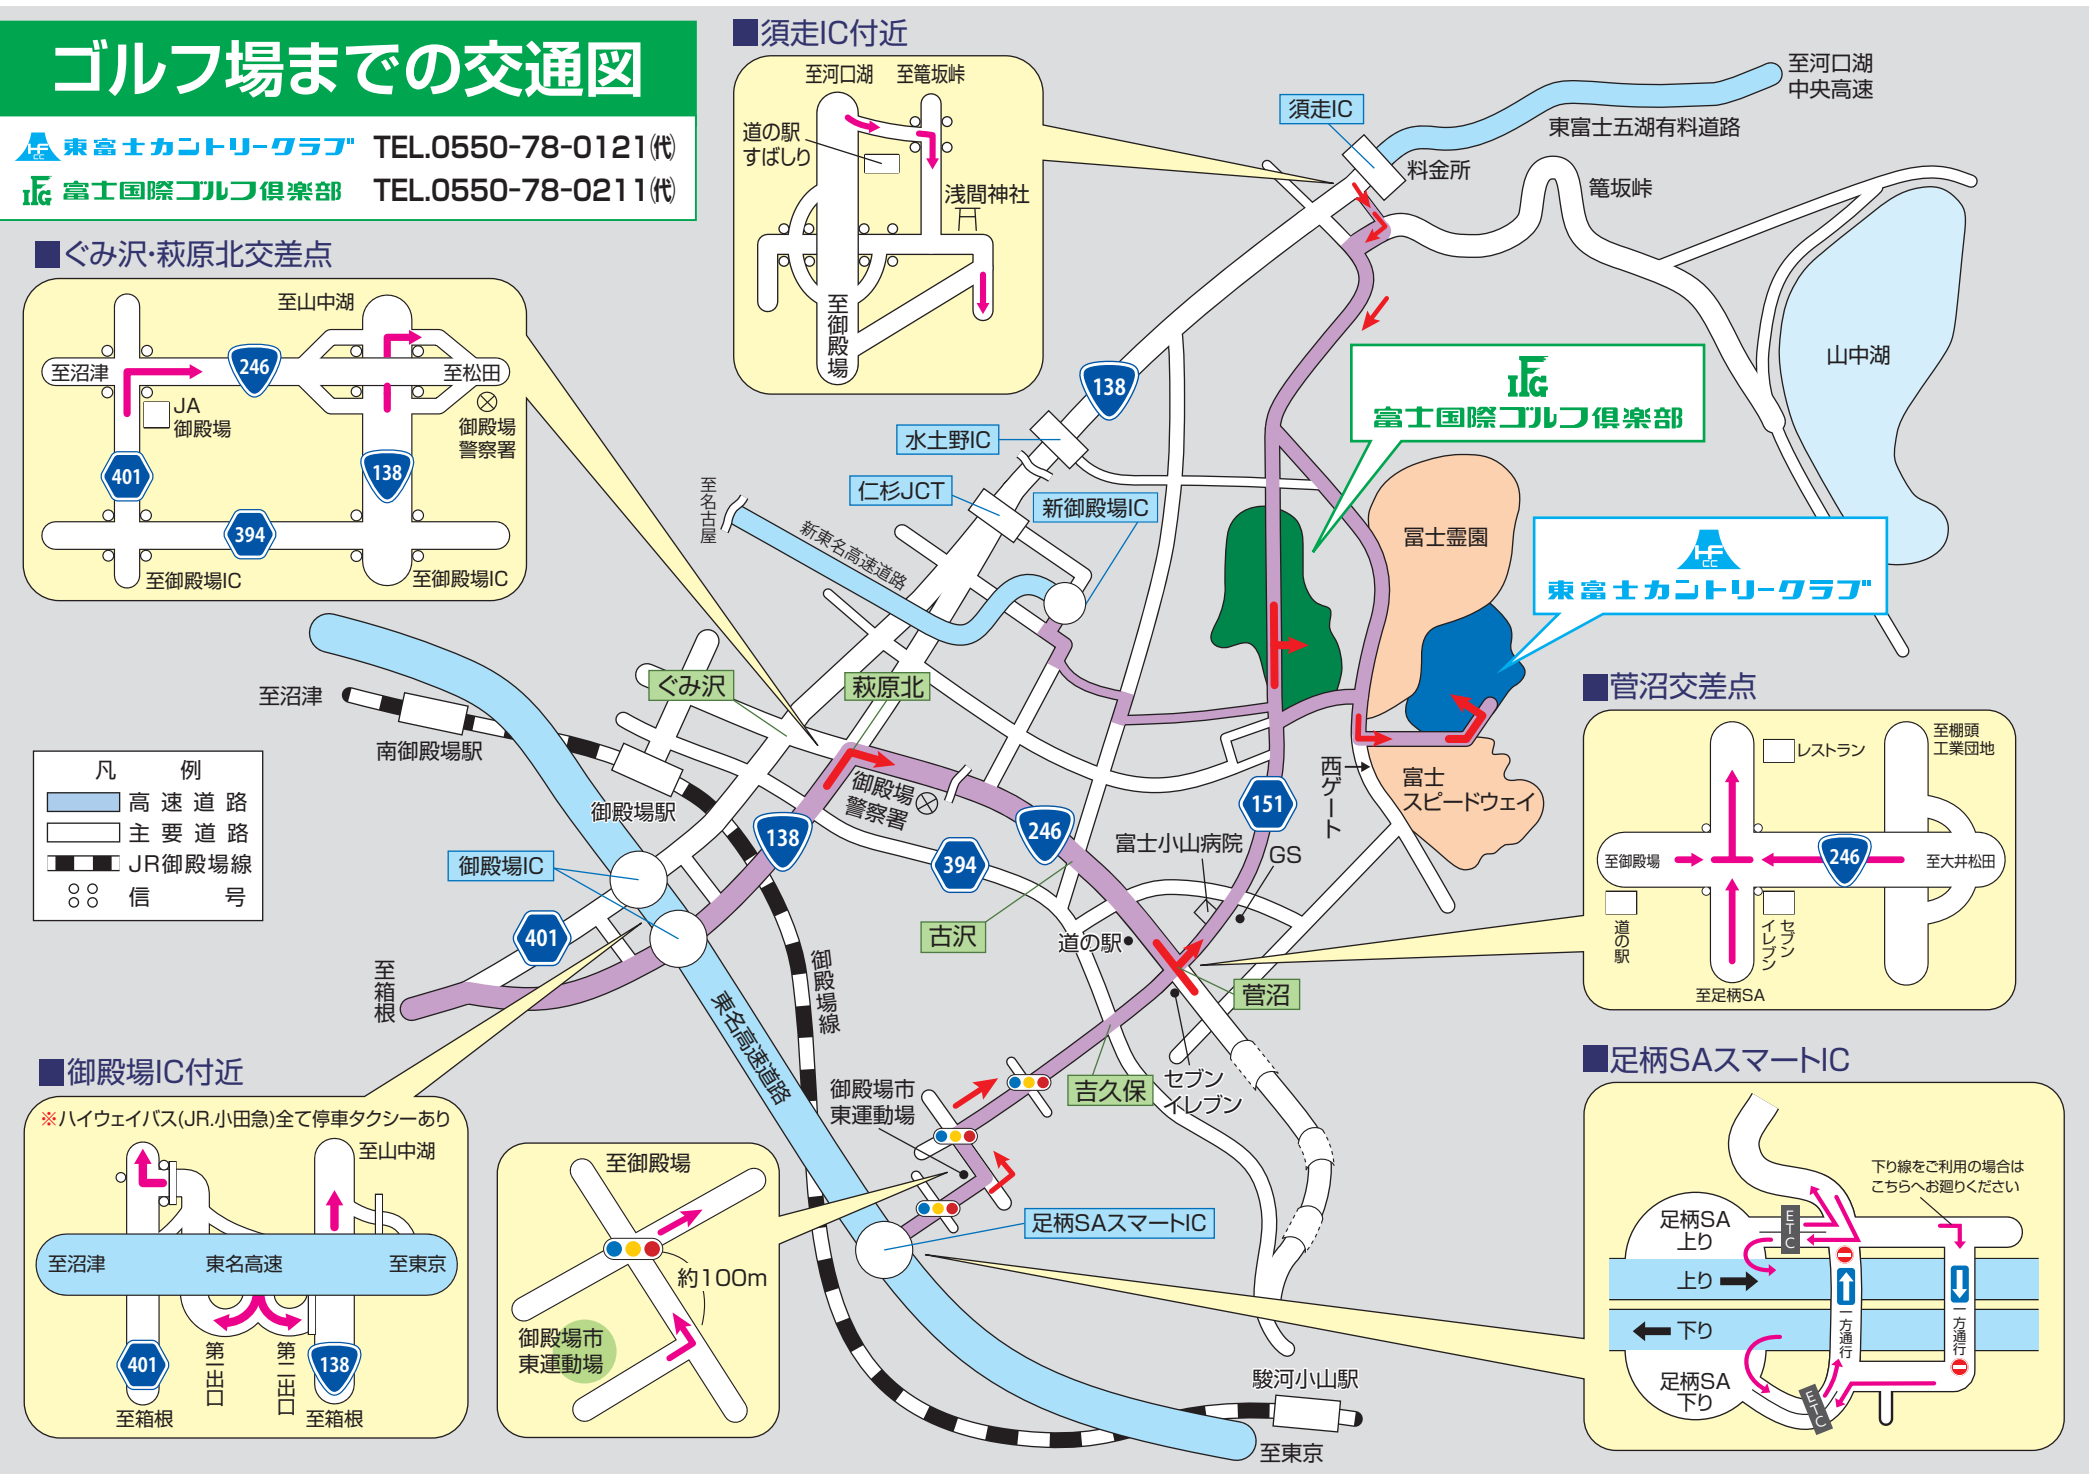 ゴルフ場までの交通図
東富士カントリークラブ TEL.0550-78-0121㈹
富士国際ゴルフ倶楽部 TEL.0550-78-0211㈹
■須走IC付近
至河口湖 至篭坂峠
道の駅
すばしり
浅間神社
至御殿場
須走IC
至河口湖
中央高速
東富士五湖有料道路
料金所
篭坂峠
山中湖
■ぐみ沢・萩原北交差点
至山中湖
至沼津
246
至松田
JA
御殿場
御殿場
警察署
401
138
394
至御殿場IC
至御殿場IC
138
水土野IC
仁杉JCT
新御殿場IC
至名古屋
新東名高速道路
IFG
富士国際ゴルフ倶楽部
冨士霊園
HF
CC
東富士カントリークラブ
至沼津
南御殿場駅
御殿場駅
ぐみ沢
萩原北
御殿場
警察署
138
246
394
151
西ゲート
富士
スピードウェイ
富士小山病院
GS
古沢
道の駅
菅沼
吉久保
セブン
イレブン
凡 例
高速道路
主要道路
JR御殿場線
信 号
御殿場IC
401
至箱根
東名高速道路
御殿場線
御殿場市
東運動場
足柄SAスマートIC
駿河小山駅
至東京
■菅沼交差点
レストラン
至棚頭
工業団地
至御殿場
246
至大井松田
道の駅
セブン
イレブン
至足柄SA
■御殿場IC付近
※ハイウェイバス(JR.小田急)全て停車タクシーあり
至山中湖
至沼津
東名高速
至東京
401
第一出口
第二出口
138
至箱根
至箱根
至御殿場
約100m
御殿場市
東運動場
■足柄SAスマートIC
下り線をご利用の場合は
こちらへお廻りください
足柄SA
上り
ETC
上り
下り
一方通行
一方通行
足柄SA
下り
ETC